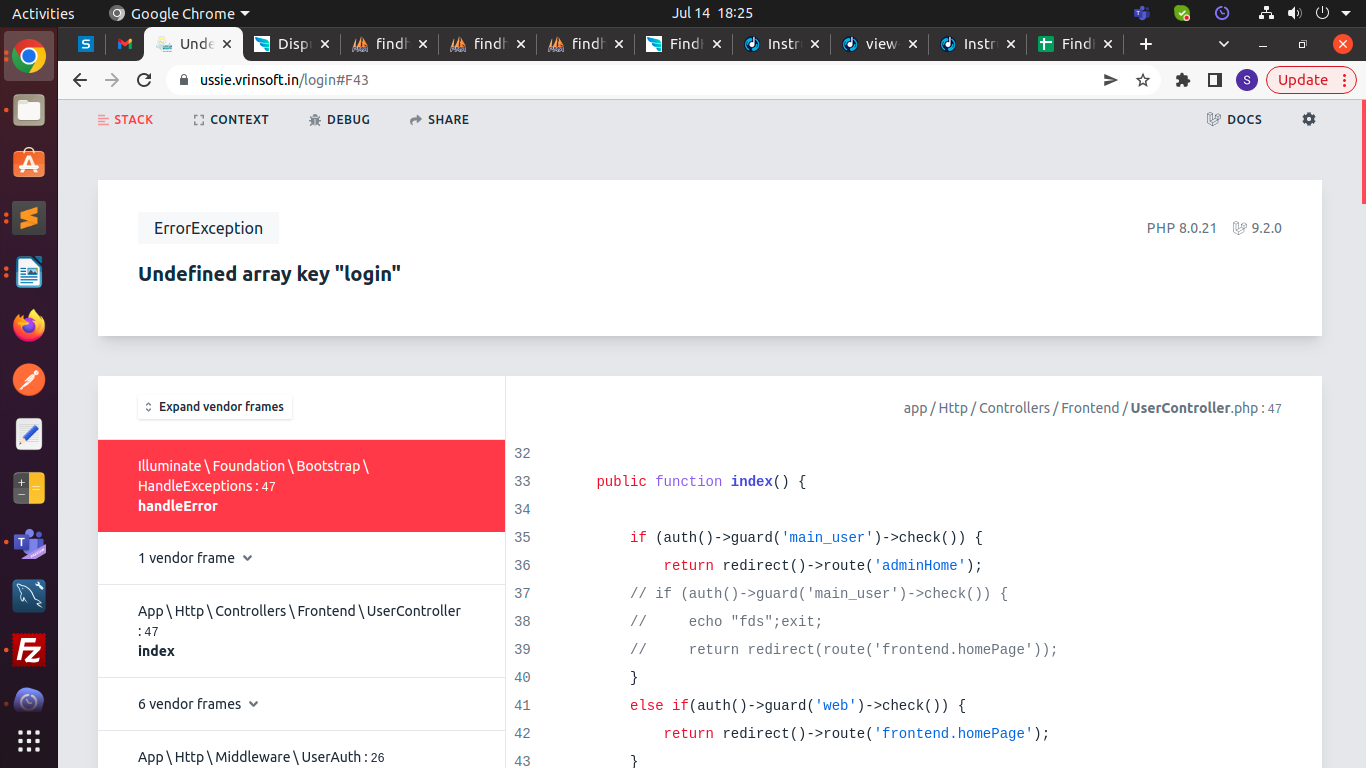 Activities Google Chrome Jul 14 18:25
Unde Disp findh findh findh Find Instr view- Instr Find
ussie.vrinsoft.in/login#F43 S Update
STACK CONTEXT DEBUG SHARE DOCS
ErrorException PHP 8.0.21 9.2.0
Undefined array key "login"
Expand vendor frames app / Http / Controllers / Frontend / UserController.php : 47
Illuminate \ Foundation \ Bootstrap \
HandleExceptions : 47
handleError
1 vendor frame
App \ Http \ Controllers \ Frontend \ UserController
: 47
index
6 vendor frames
App \ Http \ Middleware \ UserAuth : 26
32
33 public function index() {
34
35 if (auth()->guard('main_user')->check()) {
36 return redirect()->route('adminHome');
37 // if (auth()->guard('main_user')->check()) {
38 // echo "fds";exit;
39 // return redirect(route('frontend.homePage'));
40 }
41 else if(auth()->guard('web')->check()) {
42 return redirect()->route('frontend.homePage');
43 }